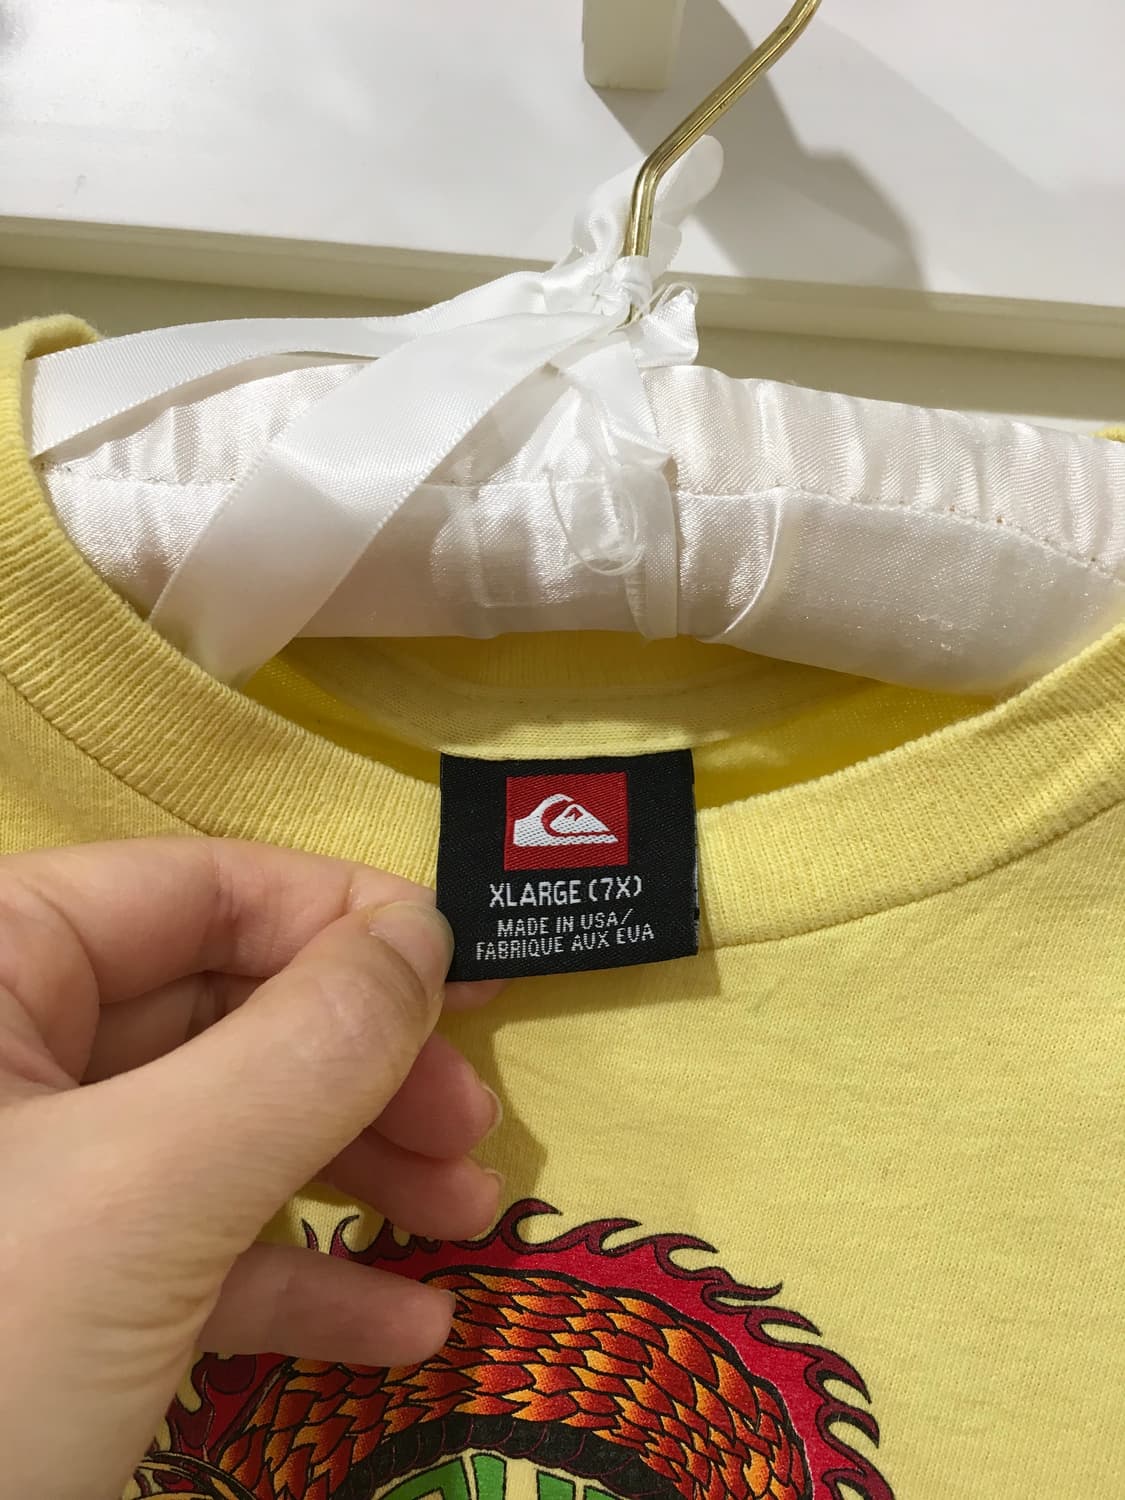 XLARGE (7X)
MADE IN USA/
FABRIQUE AUX EUA